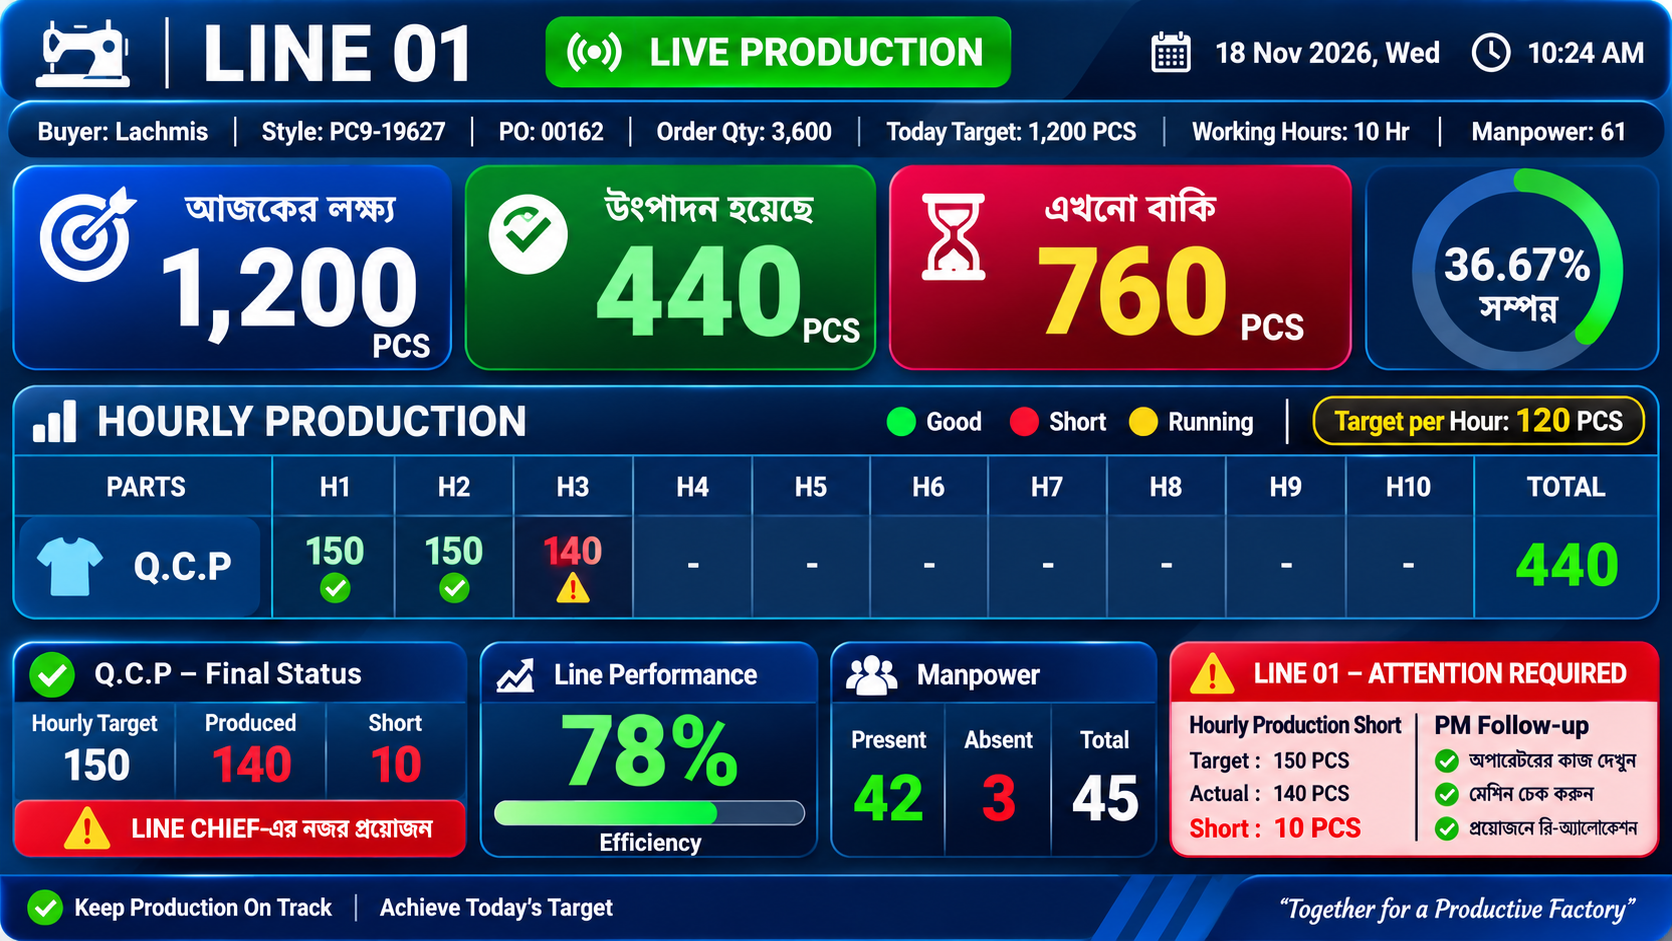 LINE 01
LIVE PRODUCTION
18 Nov 2026, Wed
10:24 AM
Buyer: Lachmis | Style: PC9-19627 | PO: 00162 | Order Qty: 3,600 | Today Target: 1,200 PCS | Working Hours: 10 Hr | Manpower: 61
আজকের লক্ষ্য
1,200
PCS
উৎপাদন হয়েছে
440
PCS
এখনো বাকি
760
PCS
36.67%
সম্পন্ন
HOURLY PRODUCTION
Good
Short
Running
Target per Hour: 120 PCS
PARTS H1 H2 H3 H4 H5 H6 H7 H8 H9 H10 TOTAL
Q.C.P 150 150 140 - - - - - - - 440
Q.C.P – Final Status
Hourly Target Produced Short
150 140 10
LINE CHIEF-এর নজর প্রয়োজন
Line Performance
78%
Efficiency
Manpower
Present Absent Total
42 3 45
LINE 01 – ATTENTION REQUIRED
Hourly Production Short
Target : 150 PCS
Actual : 140 PCS
Short : 10 PCS
PM Follow-up
অপারেটরের কাজ দেখুন
মেশিন চেক করুন
প্রয়োজনে রি-অ্যালোকেশন
Keep Production On Track | Achieve Today's Target
“Together for a Productive Factory”